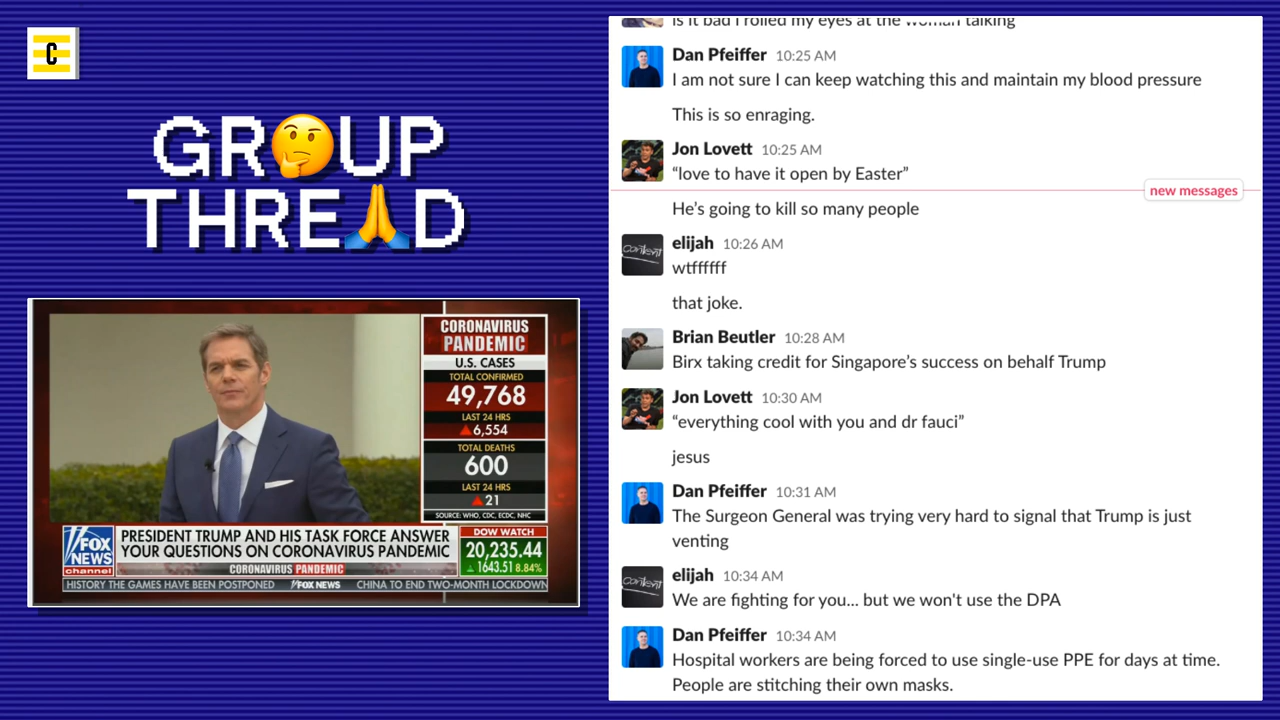 C
GR🤔UP
THRE🙏D
CORONAVIRUS
PANDEMIC
U.S. CASES
TOTAL CONFIRMED
49,768
LAST 24 HRS
▲6,554
TOTAL DEATHS
600
LAST 24 HRS
▲21
SOURCE: WHO, CDC, ECDC, NHC
FOX
NEWS
channel
PRESIDENT TRUMP AND HIS TASK FORCE ANSWER
YOUR QUESTIONS ON CORONAVIRUS PANDEMIC
CORONAVIRUS PANDEMIC
DOW WATCH
20,235.44
▲ 1643.51 8.84%
HISTORY THE GAMES HAVE BEEN POSTPONED FOX NEWS CHINA TO END TWO-MONTH LOCKDOWN
is it bad I rolled my eyes at the woman talking
Dan Pfeiffer 10:25 AM
I am not sure I can keep watching this and maintain my blood pressure
This is so enraging.
Jon Lovett 10:25 AM
“love to have it open by Easter”
new messages
He’s going to kill so many people
elijah 10:26 AM
content
wtffffff
that joke.
Brian Beutler 10:28 AM
Birx taking credit for Singapore’s success on behalf Trump
Jon Lovett 10:30 AM
“everything cool with you and dr fauci”
jesus
Dan Pfeiffer 10:31 AM
The Surgeon General was trying very hard to signal that Trump is just
venting
elijah 10:34 AM
content
We are fighting for you... but we won't use the DPA
Dan Pfeiffer 10:34 AM
Hospital workers are being forced to use single-use PPE for days at time.
People are stitching their own masks.